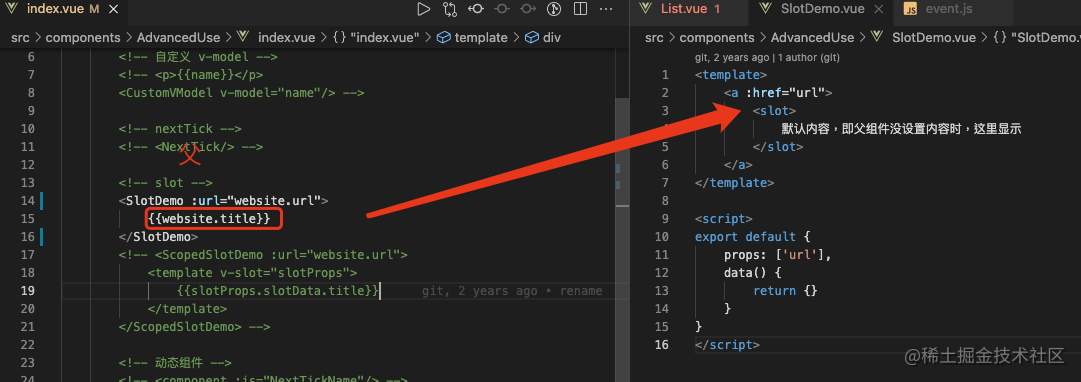 index.vue M
src > components > AdvancedUse > index.vue > {} "index.vue" > template > div
6 <!-- 自定义 v-model -->
7 <!-- <p>{{name}}</p>
8 <CustomVModel v-model="name"/> -->
9
10 <!-- nextTick -->
11 <!-- <NextTick/> -->
父
12
13 <!-- slot -->
14 <SlotDemo :url="website.url">
15 {{website.title}}
16 </SlotDemo>
17 <!-- <ScopedSlotDemo :url="website.url">
18 <template v-slot="slotProps">
19 {{slotProps.slotData.title}} git, 2 years ago • rename
20 </template>
21 </ScopedSlotDemo> -->
22
23 <!-- 动态组件 -->
24 <!-- <component :is="NextTickName"/> -->
List.vue 1
SlotDemo.vue
JS event.js
src > components > AdvancedUse > SlotDemo.vue > {} "SlotDemo.
git, 2 years ago | 1 author (git)
1 <template>
2 <a :href="url">
3 <slot>
4 默认内容，即父组件没设置内容时，这里显示
5 </slot>
6 </a>
7 </template>
8
9 <script>
10 export default {
11 props: ['url'],
12 data() {
13 return {}
14 }
15 }
16 </script>
@稀土掘金技术社区